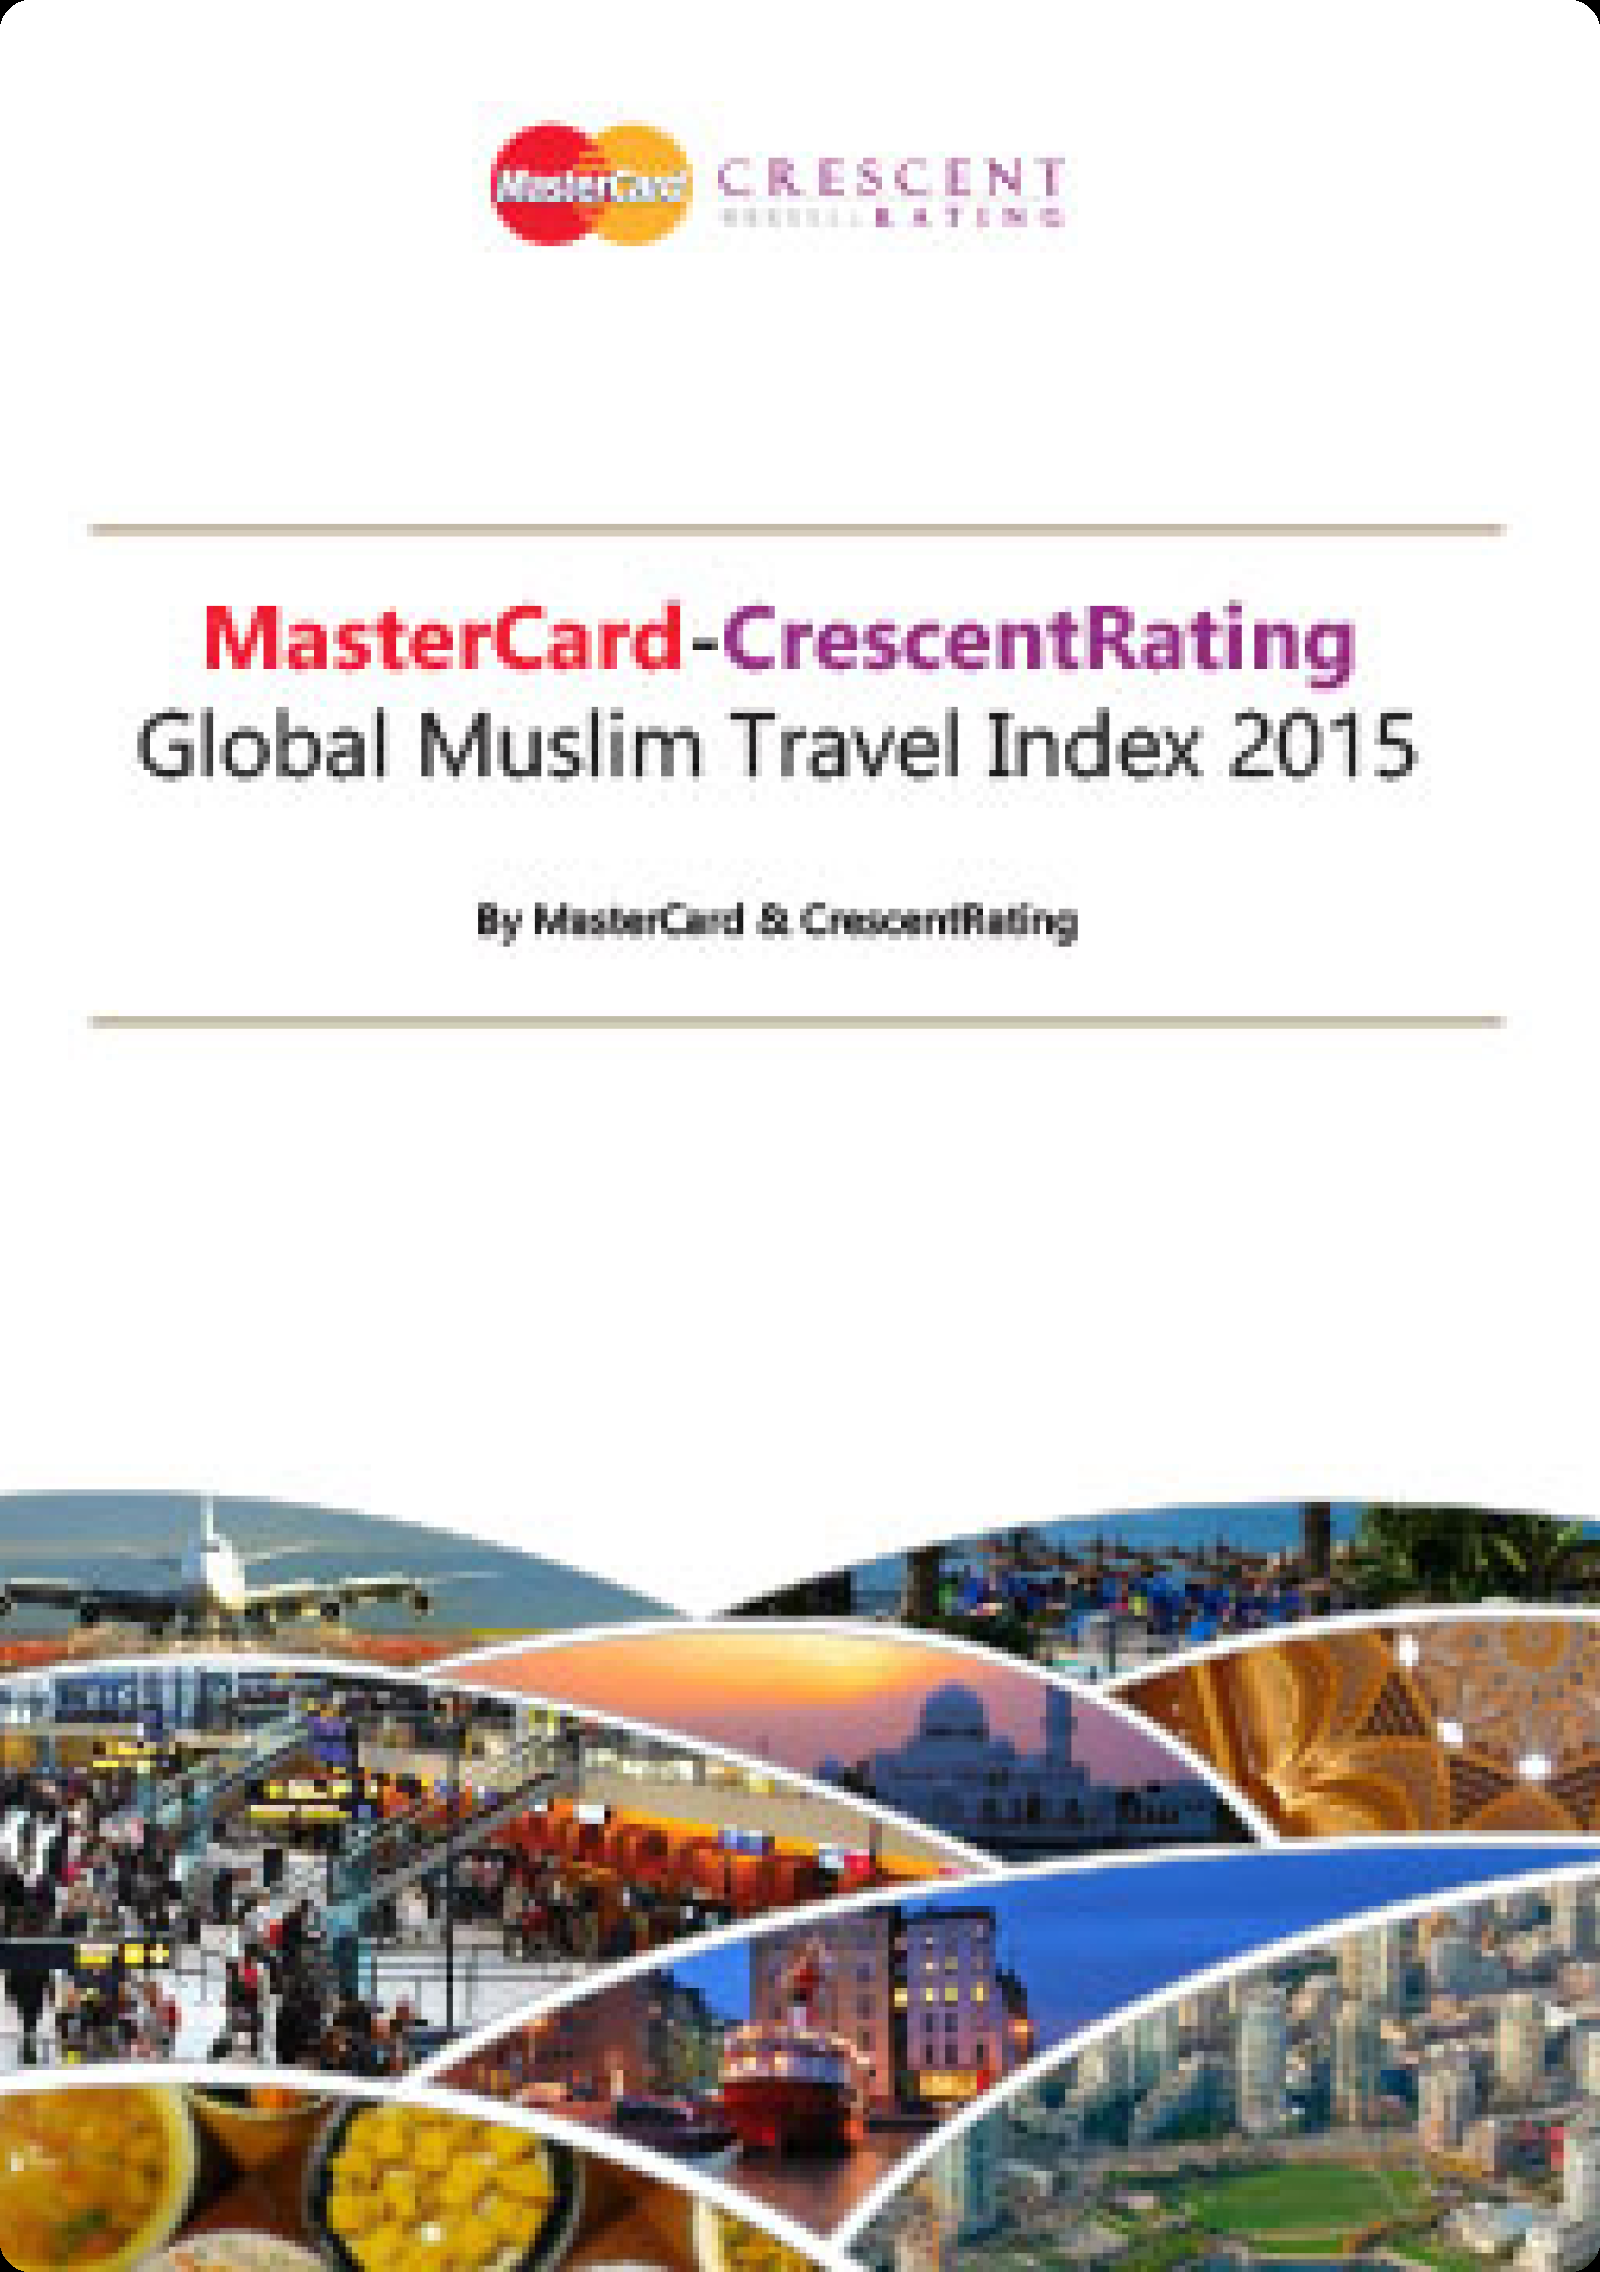 MasterCard
CRESCENT
RATING
MasterCard-CrescentRating
Global Muslim Travel Index 2015
By MasterCard & CrescentRating